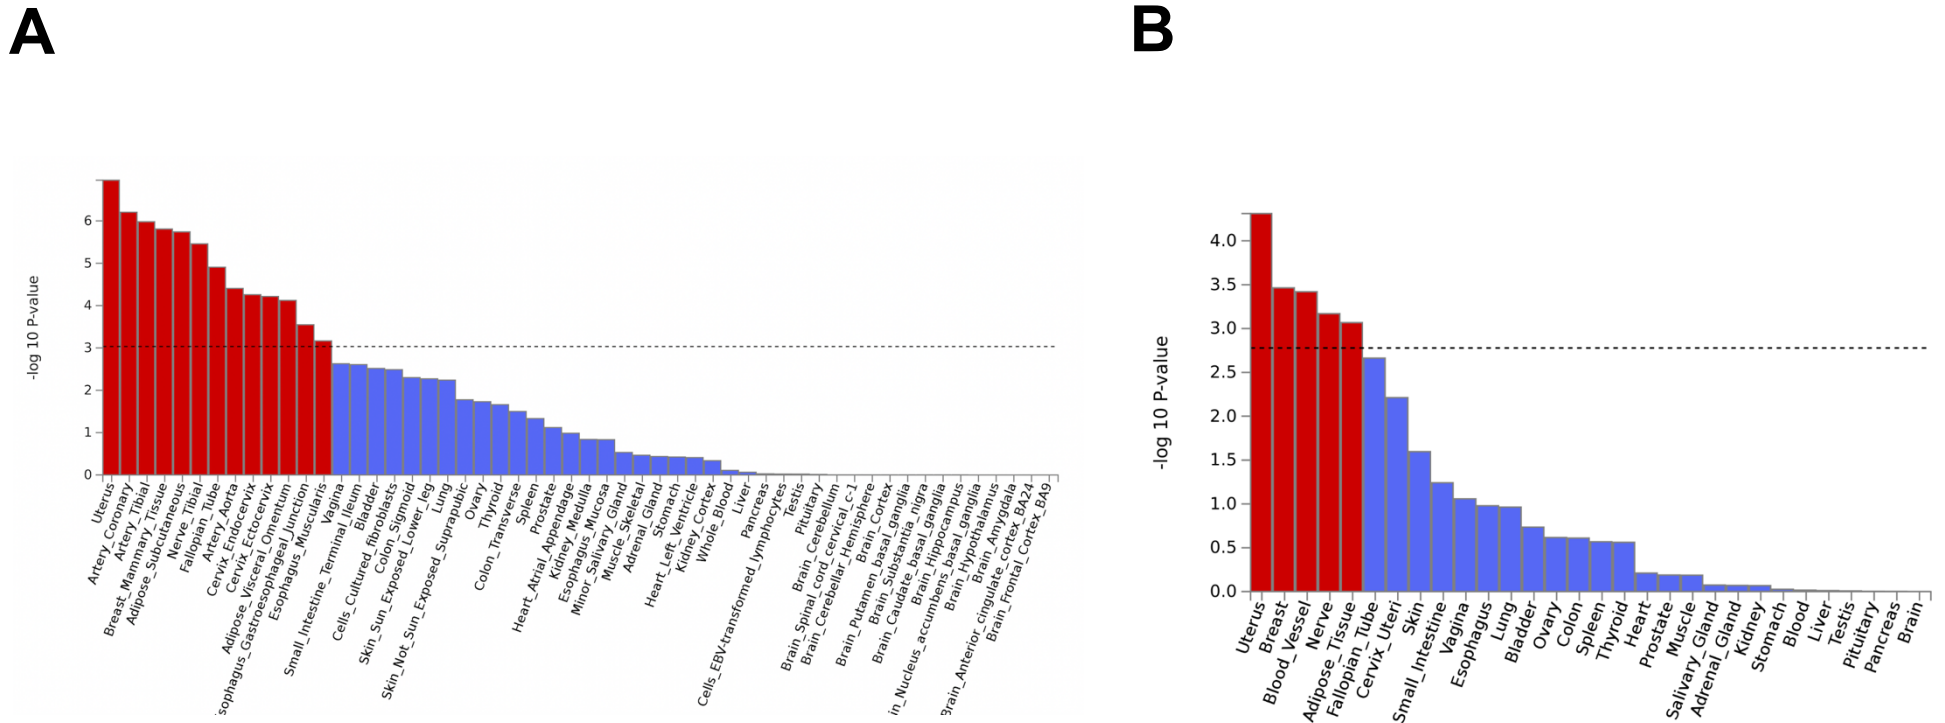 A
-log 10 P-value
6
5
4
3
2
1
0
Uterus
Artery_Coronary
Artery_Tibial
Breast_Mammary_Tissue
Adipose_Subcutaneous
Nerve_Tibial
Fallopian_Tube
Artery_Aorta
Cervix_Endocervix
Cervix_Ectocervix
Adipose_Visceral_Omentum
sophagus_Gastroesophageal_Junction
Esophagus_Muscularis
Vagina
Small_Intestine_Terminal_Ileum
Bladder
Cells_Cultured_fibroblasts
Colon_Sigmoid
Skin_Sun_Exposed_Lower_leg
Lung
Skin_Not_Sun_Exposed_Suprapubic
Ovary
Thyroid
Colon_Transverse
Spleen
Prostate
Heart_Atrial_Appendage
Kidney_Medulla
Esophagus_Mucosa
Minor_Salivary_Gland
Muscle_Skeletal
Adrenal_Gland
Stomach
Heart_Left_Ventricle
Kidney_Cortex
Whole_Blood
Liver
Pancreas
Cells_EBV-transformed_lymphocytes
Testis
Pituitary
Brain_Cerebellum
Brain_Spinal_cord_cervical_c-1
Brain_Cerebellar_Hemisphere
Brain_Cortex
Brain_Putamen_basal_ganglia
Brain_Substantia_nigra
Brain_Caudate_basal_ganglia
Brain_Hippocampus
in_Nucleus_accumbens_basal_ganglia
Brain_Hypothalamus
Brain_Amygdala
Brain_Anterior_cingulate_cortex_BA24
Brain_Frontal_Cortex_BA9
B
-log 10 P-value
4.0
3.5
3.0
2.5
2.0
1.5
1.0
0.5
0.0
Uterus
Breast
Blood_Vessel
Nerve
Adipose_Tissue
Fallopian_Tube
Cervix_Uteri
Skin
Small_Intestine
Vagina
Esophagus
Lung
Bladder
Ovary
Colon
Spleen
Thyroid
Heart
Prostate
Muscle
Salivary_Gland
Adrenal_Gland
Kidney
Stomach
Blood
Liver
Testis
Pituitary
Pancreas
Brain